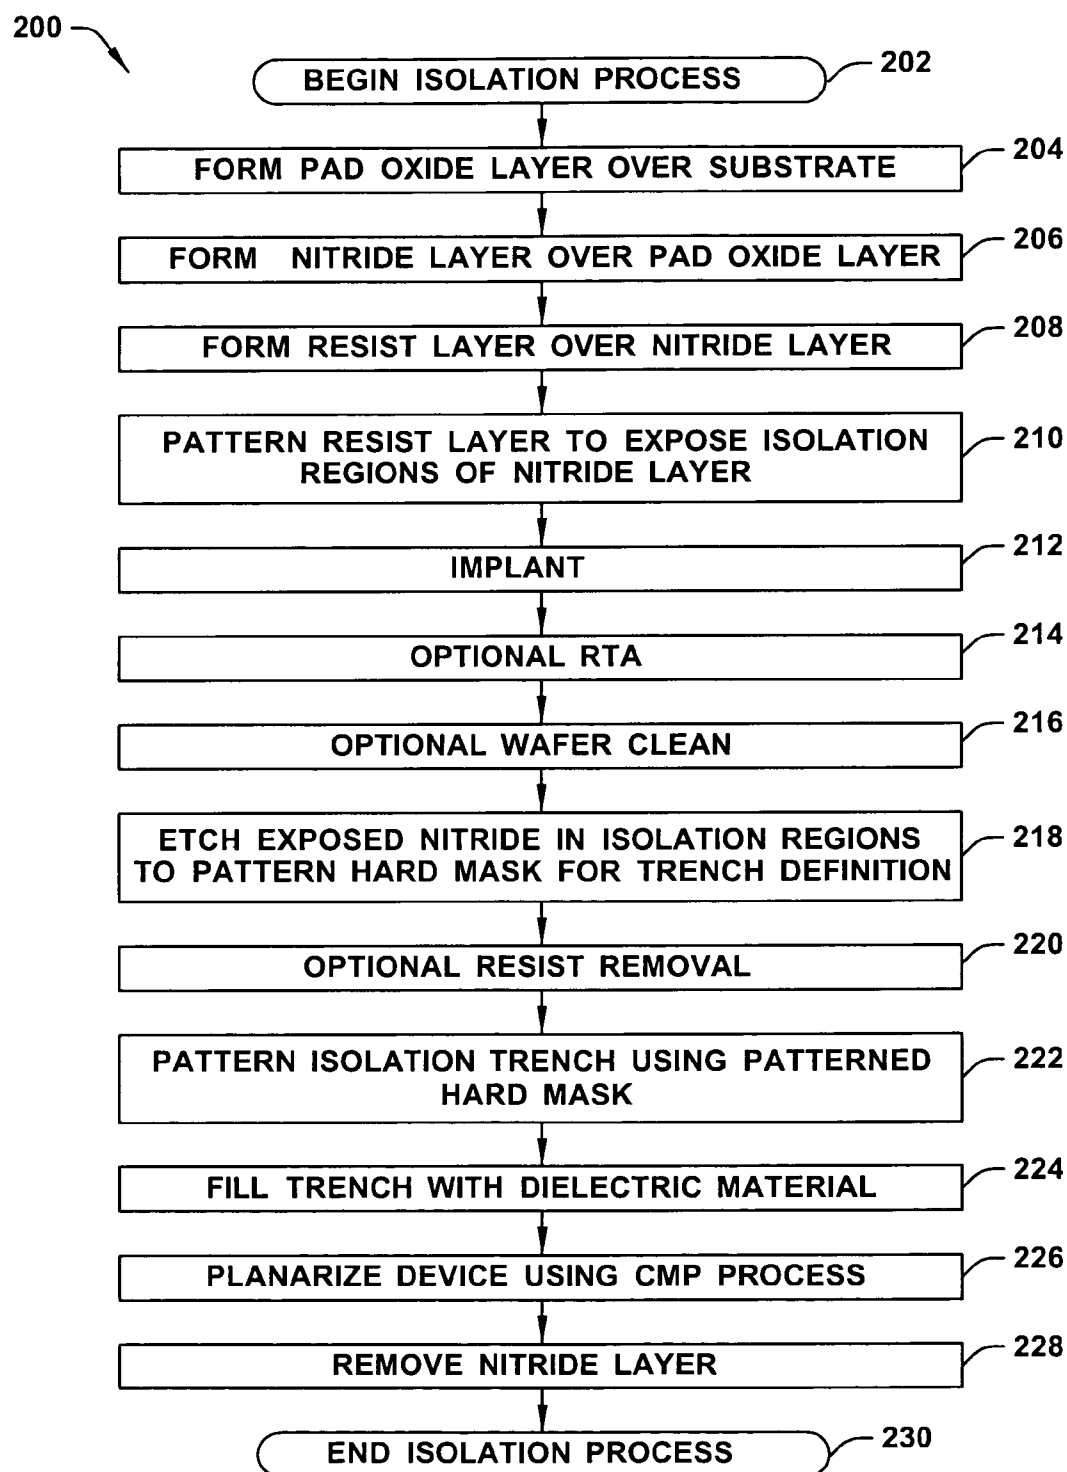 200
BEGIN ISOLATION PROCESS
202
FORM PAD OXIDE LAYER OVER SUBSTRATE
204
FORM NITRIDE LAYER OVER PAD OXIDE LAYER
206
FORM RESIST LAYER OVER NITRIDE LAYER
208
PATTERN RESIST LAYER TO EXPOSE ISOLATION
REGIONS OF NITRIDE LAYER
210
IMPLANT
212
OPTIONAL RTA
214
OPTIONAL WAFER CLEAN
216
ETCH EXPOSED NITRIDE IN ISOLATION REGIONS
TO PATTERN HARD MASK FOR TRENCH DEFINITION
218
OPTIONAL RESIST REMOVAL
220
PATTERN ISOLATION TRENCH USING PATTERNED
HARD MASK
222
FILL TRENCH WITH DIELECTRIC MATERIAL
224
PLANARIZE DEVICE USING CMP PROCESS
226
REMOVE NITRIDE LAYER
228
END ISOLATION PROCESS
230